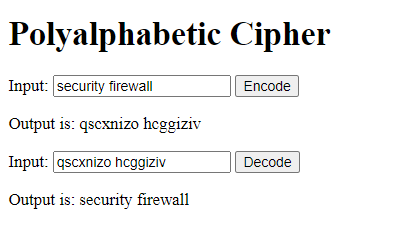 Polyalphabetic Cipher
Input: security firewall Encode
Output is: qscxnizo hcggiziv
Input: qscxnizo hcggiziv Decode
Output is: security firewall